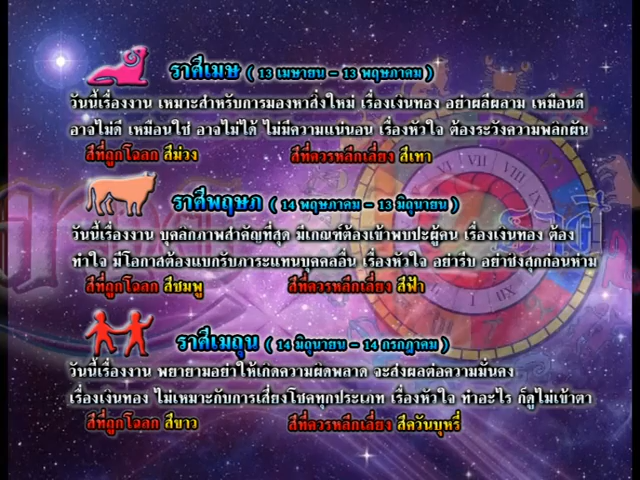 ราศีเมษ ( 13 เมษายน - 13 พฤษภาคม )
วันนี้เรื่องงาน เหมาะสำหรับการมองหาสิ่งใหม่ เรื่องเงินทอง อย่าผลีผลาม เหมือนดี
อาจไม่ดี เหมือนใช่ อาจไม่ได้ ไม่มีความแน่นอน เรื่องหัวใจ ต้องระวังความพลิกผัน
สีที่ถูกโฉลก สีม่วง สีที่ควรหลีกเลี่ยง สีเทา
ราศีพฤษภ ( 14 พฤษภาคม - 13 มิถุนายน )
วันนี้เรื่องงาน บุคลิกภาพสำคัญที่สุด มีเกณฑ์ต้องเข้าพบปะผู้คน เรื่องเงินทอง ต้อง
ทำใจ มีโอกาสต้องแบกรับภาระแทนบุคคลอื่น เรื่องหัวใจ อย่ารีบ อย่าชิงสุกก่อนห่าม
สีที่ถูกโฉลก สีชมพู สีที่ควรหลีกเลี่ยง สีฟ้า
ราศีเมถุน ( 14 มิถุนายน - 14 กรกฎาคม )
วันนี้เรื่องงาน พยายามอย่าให้เกิดความผิดพลาด จะส่งผลต่อความมั่นคง
เรื่องเงินทอง ไม่เหมาะกับการเสี่ยงโชคทุกประเภท เรื่องหัวใจ ทำอะไร ก็ดูไม่เข้าตา
สีที่ถูกโฉลก สีขาว สีที่ควรหลีกเลี่ยง สีควันบุหรี่